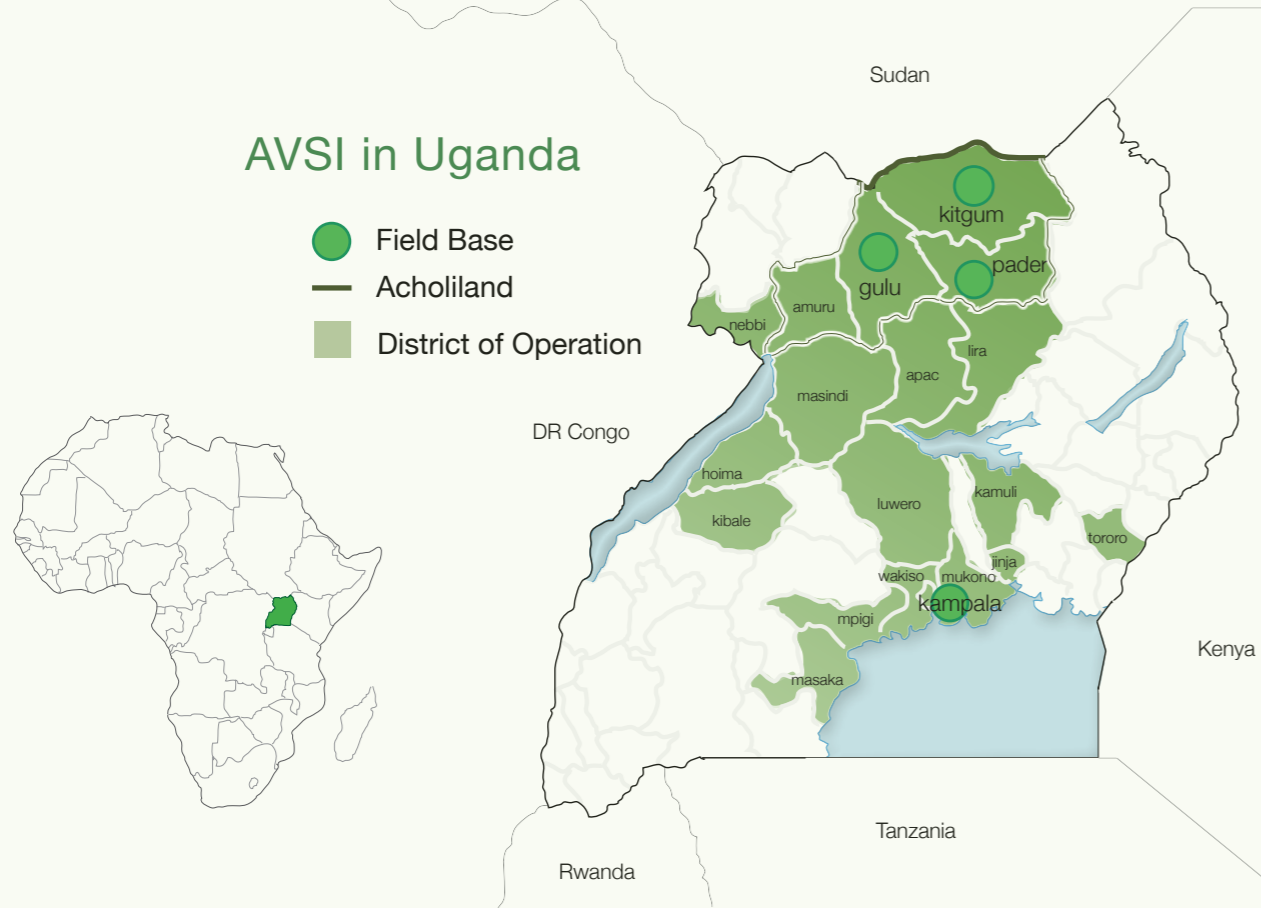 AVSI in Uganda
Field Base
Acholiland
District of Operation
Sudan
kitgum
pader
gulu
amuru
nebbi
lira
apac
masindi
DR Congo
hoima
kamuli
luwero
kibale
tororo
jinja
wakiso
mukono
kampala
mpigi
Kenya
masaka
Tanzania
Rwanda